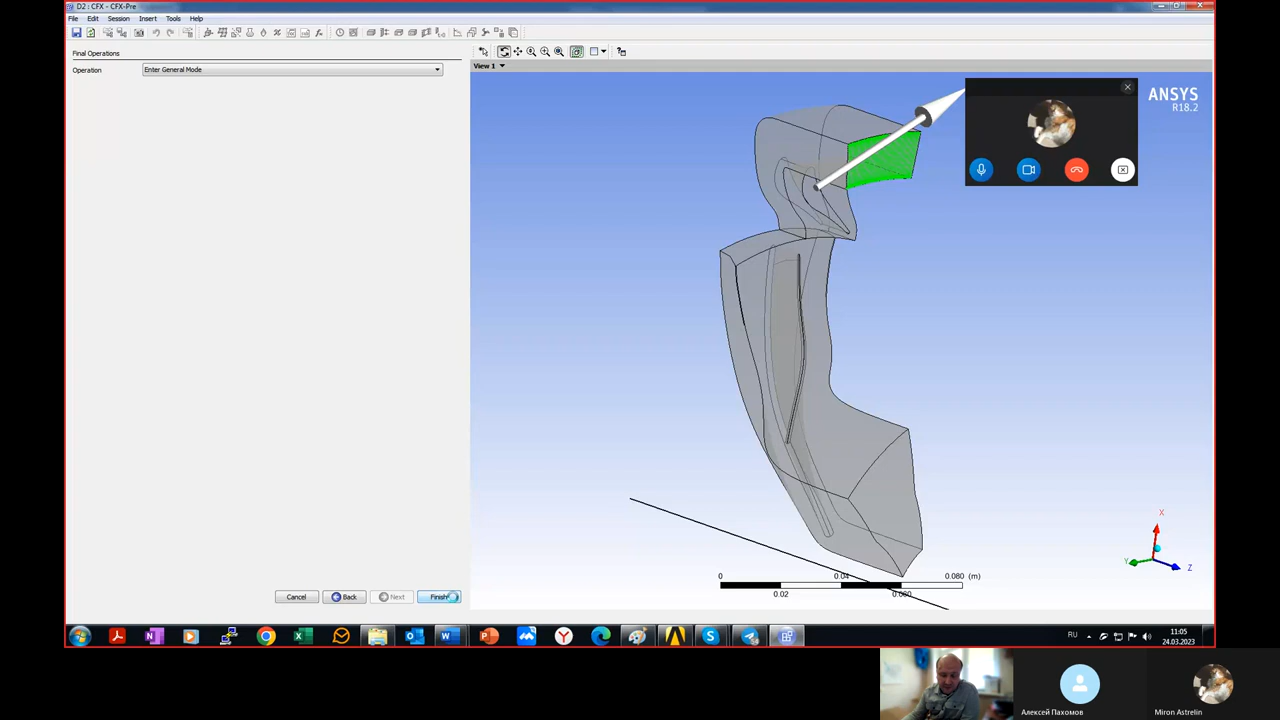 D2 : CFX - CFX-Pre
File Edit Session Insert Tools Help
View 1
Final Operations
Operation Enter General Mode
ANSYS
R18.2
0 0.04 0.080 (m)
0.02 0.060
X
Y
Z
Cancel Back Next Finish
RU
11:05
24.03.2023
Алексей Пахомов
Miron Astrelin